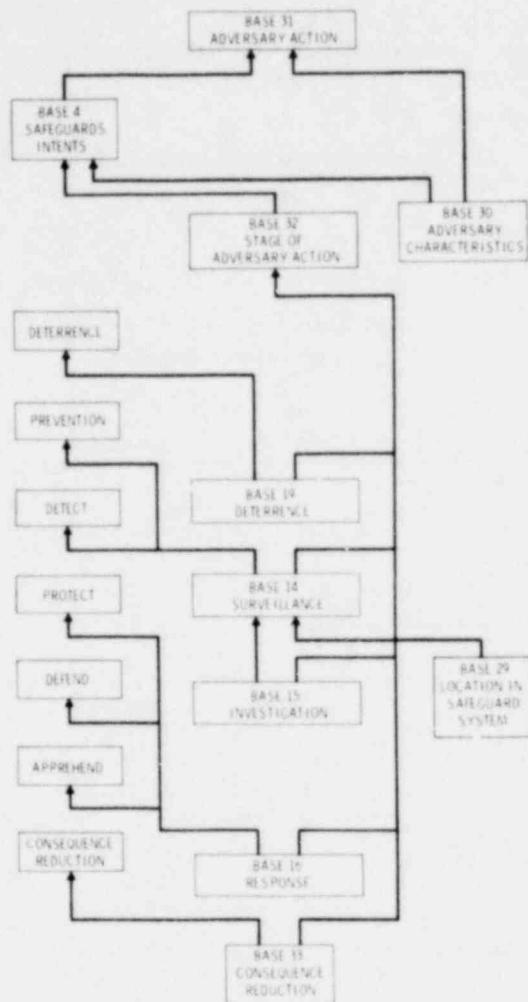 BASE 31
ADVERSARY ACTION
BASE 4
SAFEGUARDS
INTENTS
BASE 32
STAGE OF
ADVERSARY ACTION
BASE 30
ADVERSARY
CHARACTERISTICS
DETERRENCE
PREVENTION
BASE 19
DETERRENCE
DETECT
BASE 14
SURVEILLANCE
PROTECT
BASE 29
LOCATION IN
SAFEGUARD
SYSTEM
DEFEND
BASE 15
INVESTIGATION
APPREHEND
CONSEQUENCE
REDUCTION
BASE 16
RESPONSE
BASE 33
CONSEQUENCE
REDUCTION